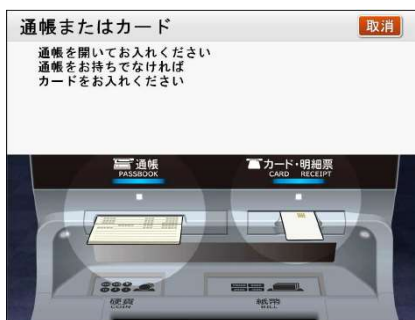 通帳またはカード
取消
通帳を開いてお入れください
通帳をお持ちでなければ
カードをお入れください
通帳
PASSBOOK
カード・明細票
CARD RECEIPT
硬貨
COIN
紙幣
BILL